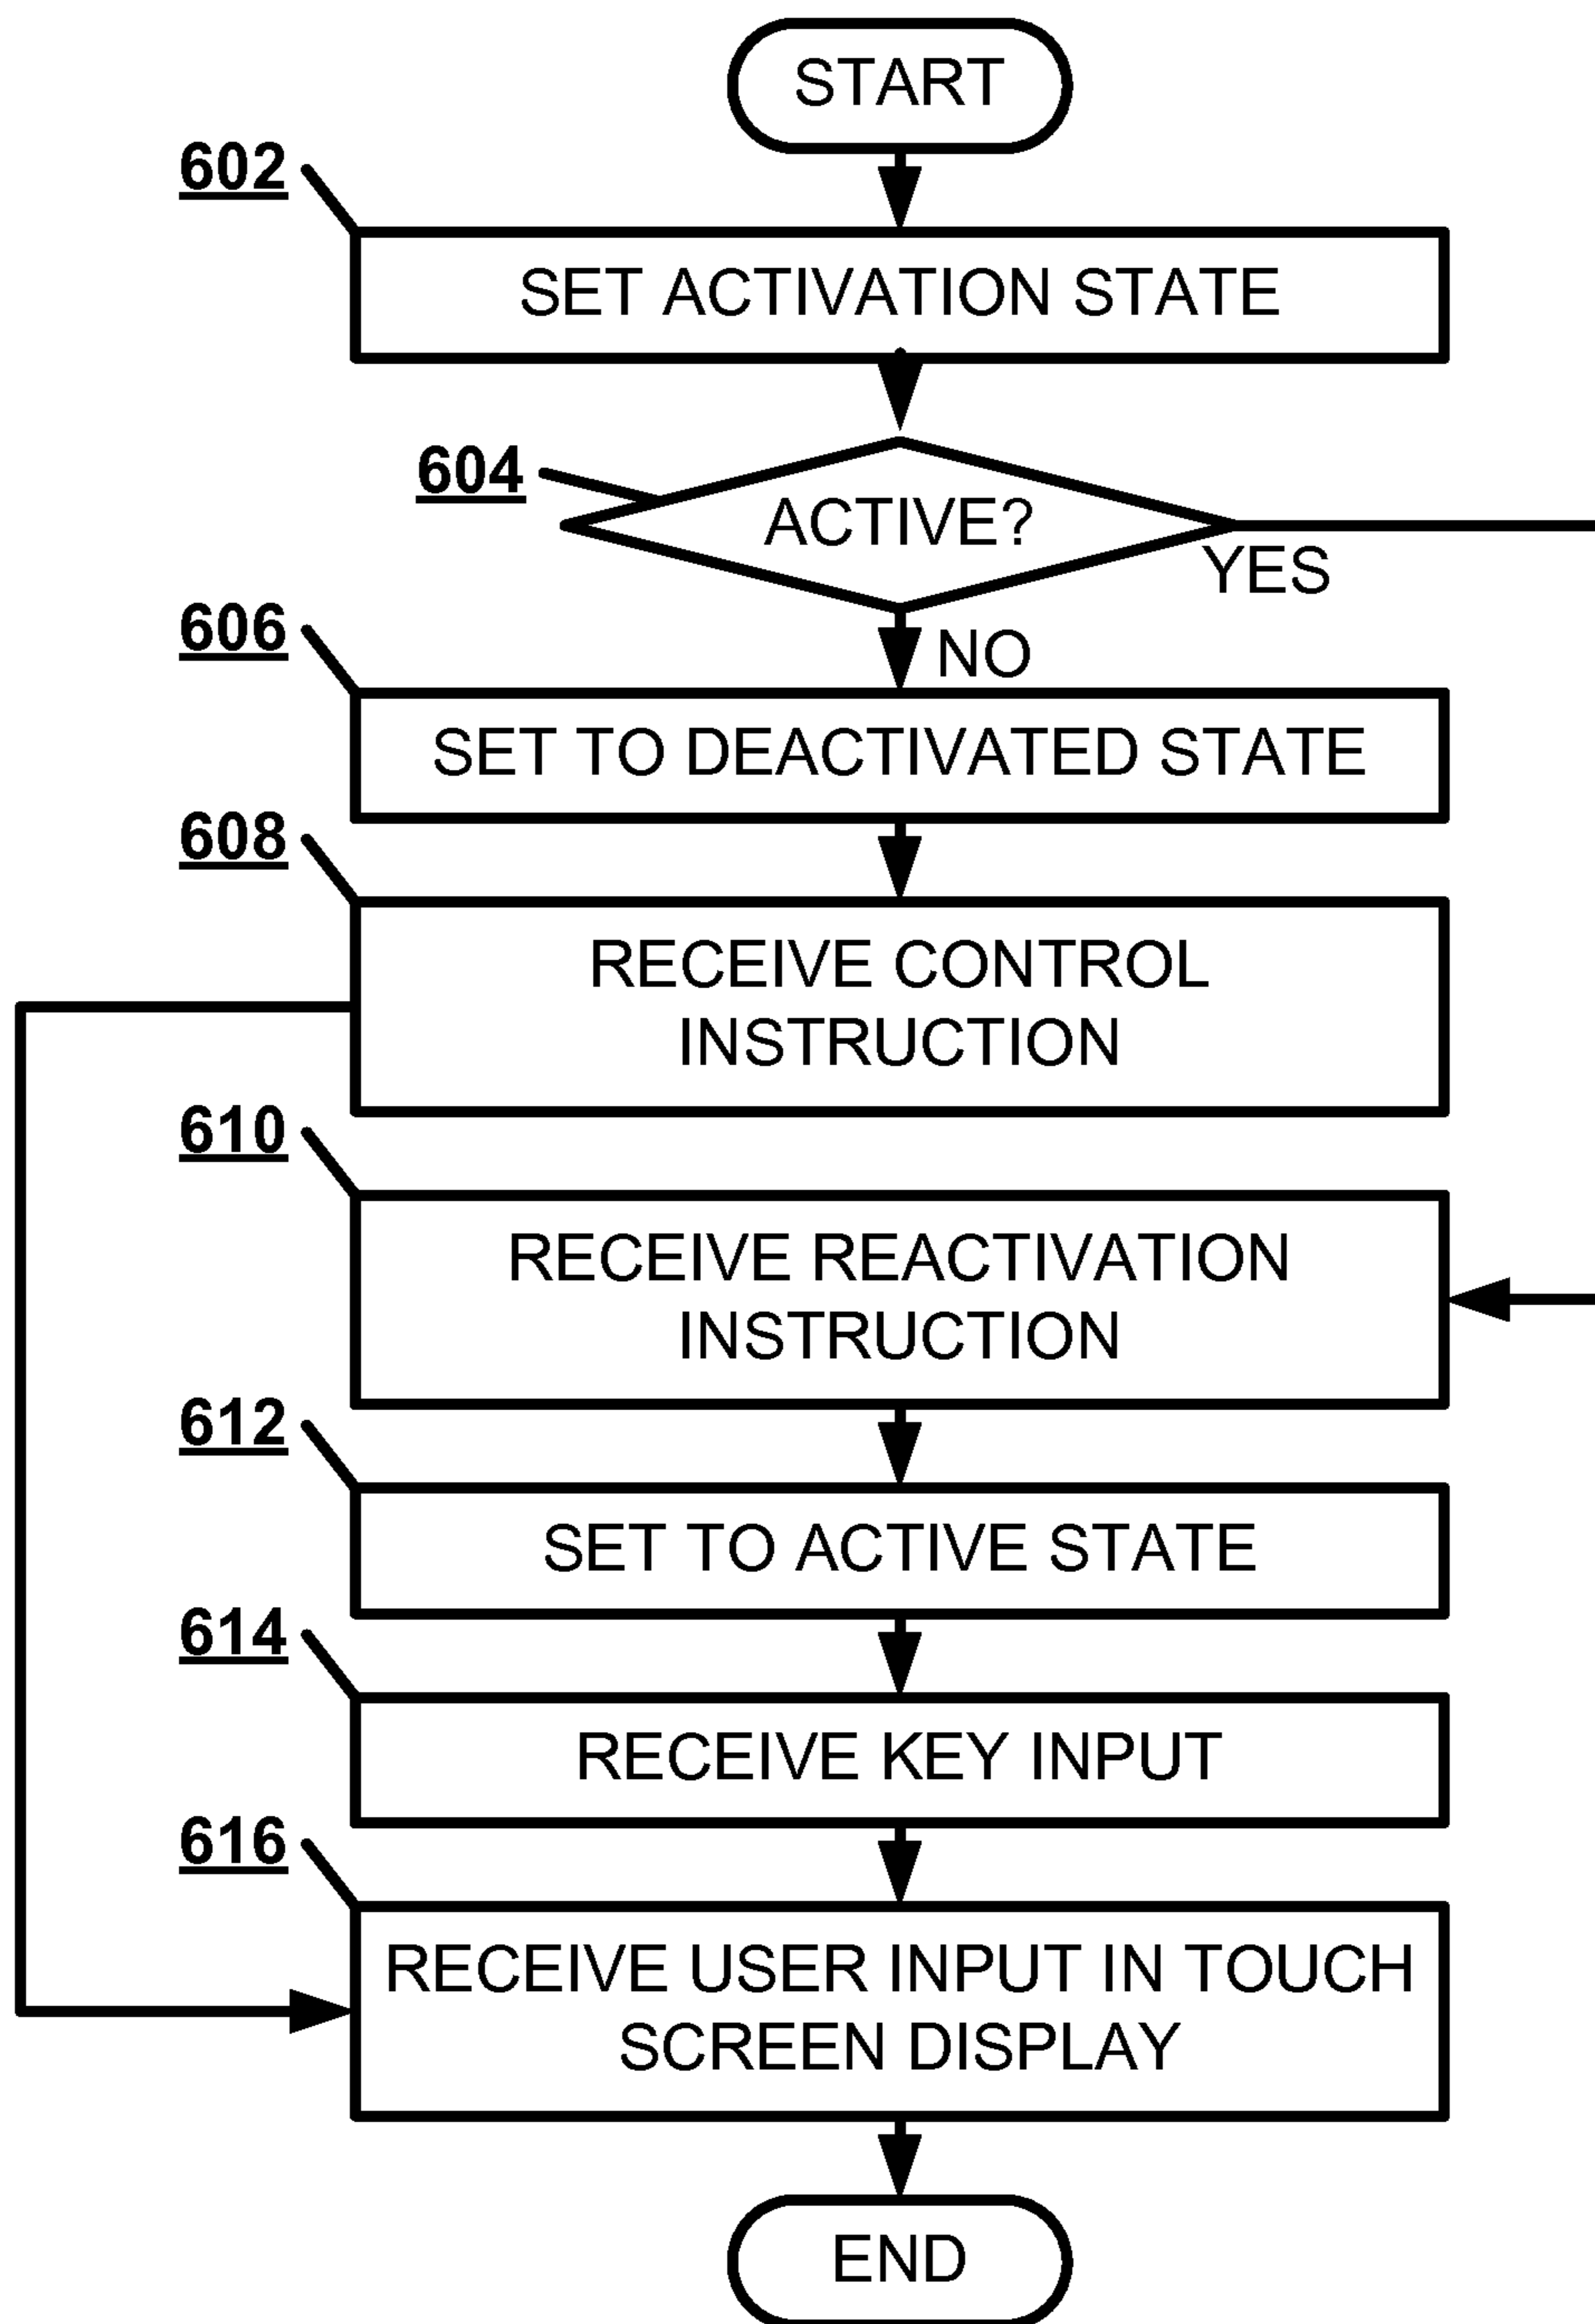 START
602
SET ACTIVATION STATE
604
ACTIVE?
YES
NO
606
SET TO DEACTIVATED STATE
608
RECEIVE CONTROL
INSTRUCTION
610
RECEIVE REACTIVATION
INSTRUCTION
612
SET TO ACTIVE STATE
614
RECEIVE KEY INPUT
616
RECEIVE USER INPUT IN TOUCH
SCREEN DISPLAY
END